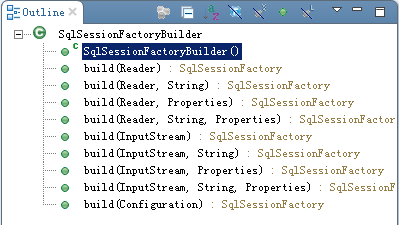 Outline
SqlSessionFactoryBuilder
SqlSessionFactoryBuilder()
build(Reader) : SqlSessionFactory
build(Reader, String) : SqlSessionFactory
build(Reader, Properties) : SqlSessionFactory
build(Reader, String, Properties) : SqlSessionFactor
build(InputStream) : SqlSessionFactory
build(InputStream, String) : SqlSessionFactory
build(InputStream, Properties) : SqlSessionFactory
build(InputStream, String, Properties) : SqlSessionF
build(Configuration) : SqlSessionFactory